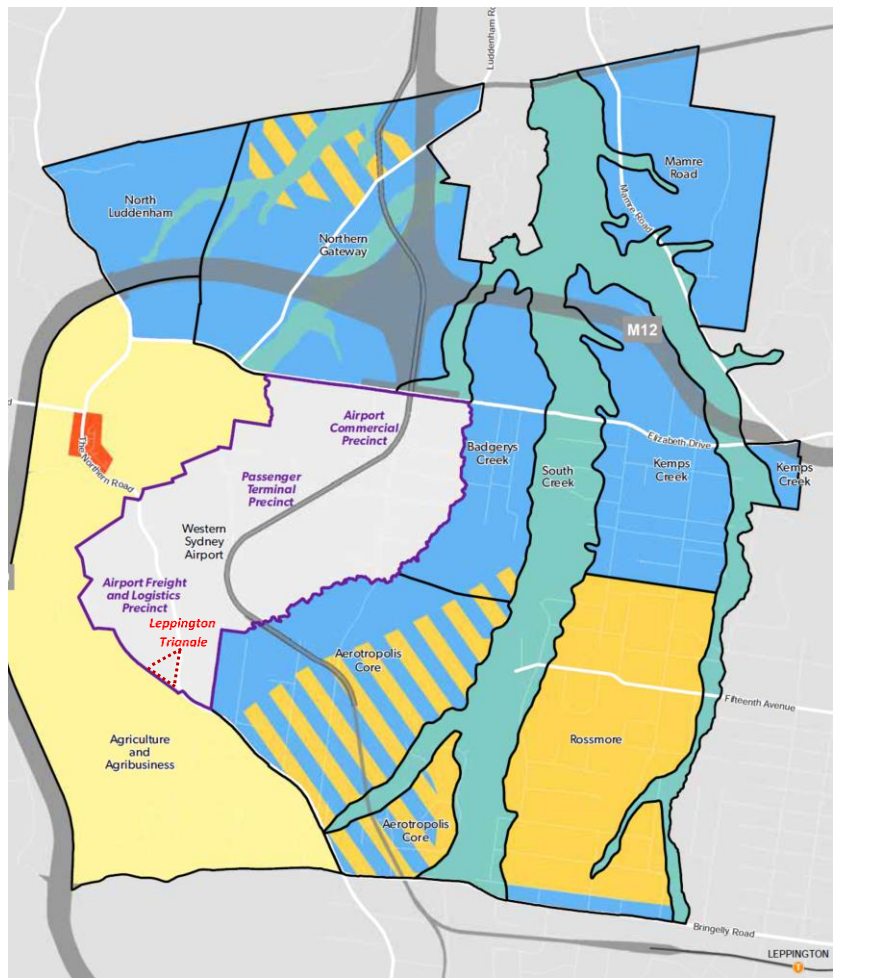 Luddenham Ro
Mamre
Road
North
Luddenham
Mamre Road
Northern
Gateway
M12
d
Airport
Commercial
Precinct
Elizabeth Drive
Badgerys
Creek
The Northern Road
Passenger
Terminal
Precinct
South
Creek
Kemps
Creek
Kemps
Creek
Western
Sydney
Airport
Airport Freight
and Logistics
Precinct
Leppington
Triangle
Aerotropolis
Core
Fifteenth Avenue
Agriculture
and
Agribusiness
Rossmore
Aerotropolis
Core
Bringelly Road
LEPPINGTON
T